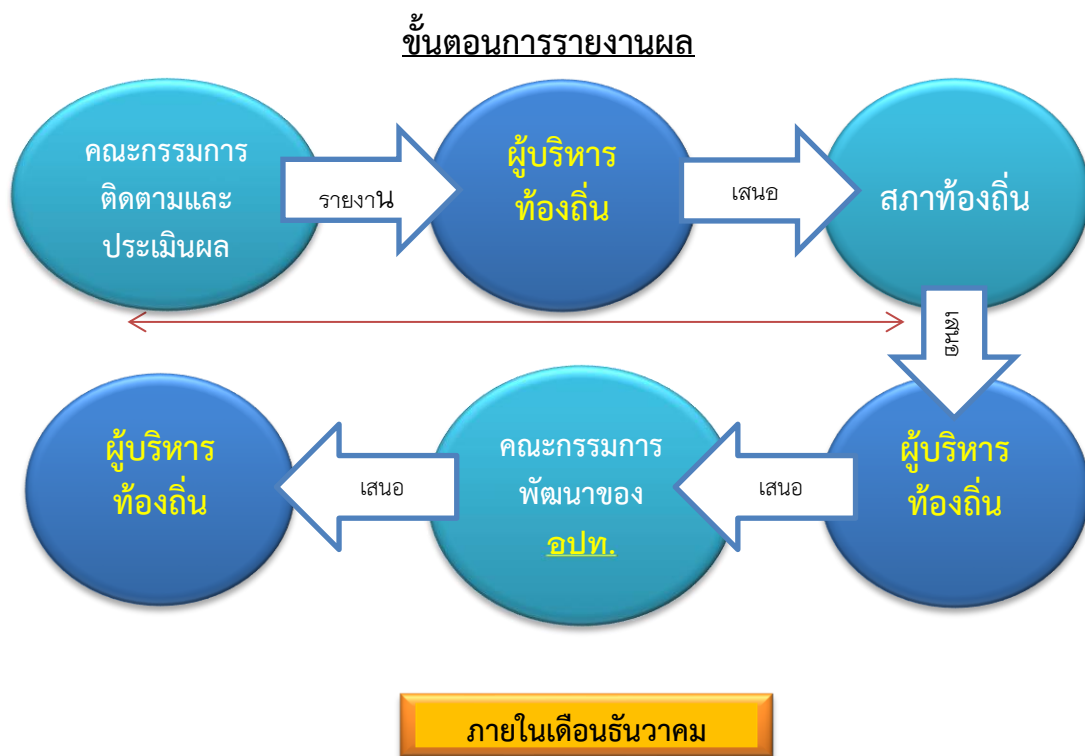 ขั้นตอนการรายงานผล
คณะกรรมการ
ติดตามและ
ประเมินผล
รายงาน
ผู้บริหาร
ท้องถิ่น
เสนอ
สภาท้องถิ่น
เสนอ
ผู้บริหาร
ท้องถิ่น
เสนอ
คณะกรรมการ
พัฒนาของ
อปท.
เสนอ
ผู้บริหาร
ท้องถิ่น
ภายในเดือนธันวาคม